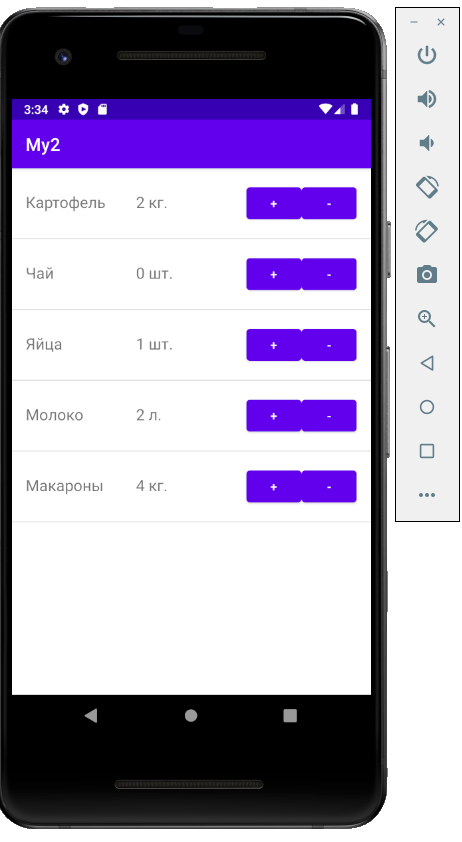 3:34
My2
Картофель 2 кг. + -
Чай 0 шт. + -
Яйца 1 шт. + -
Молоко 2 л. + -
Макароны 4 кг. + -